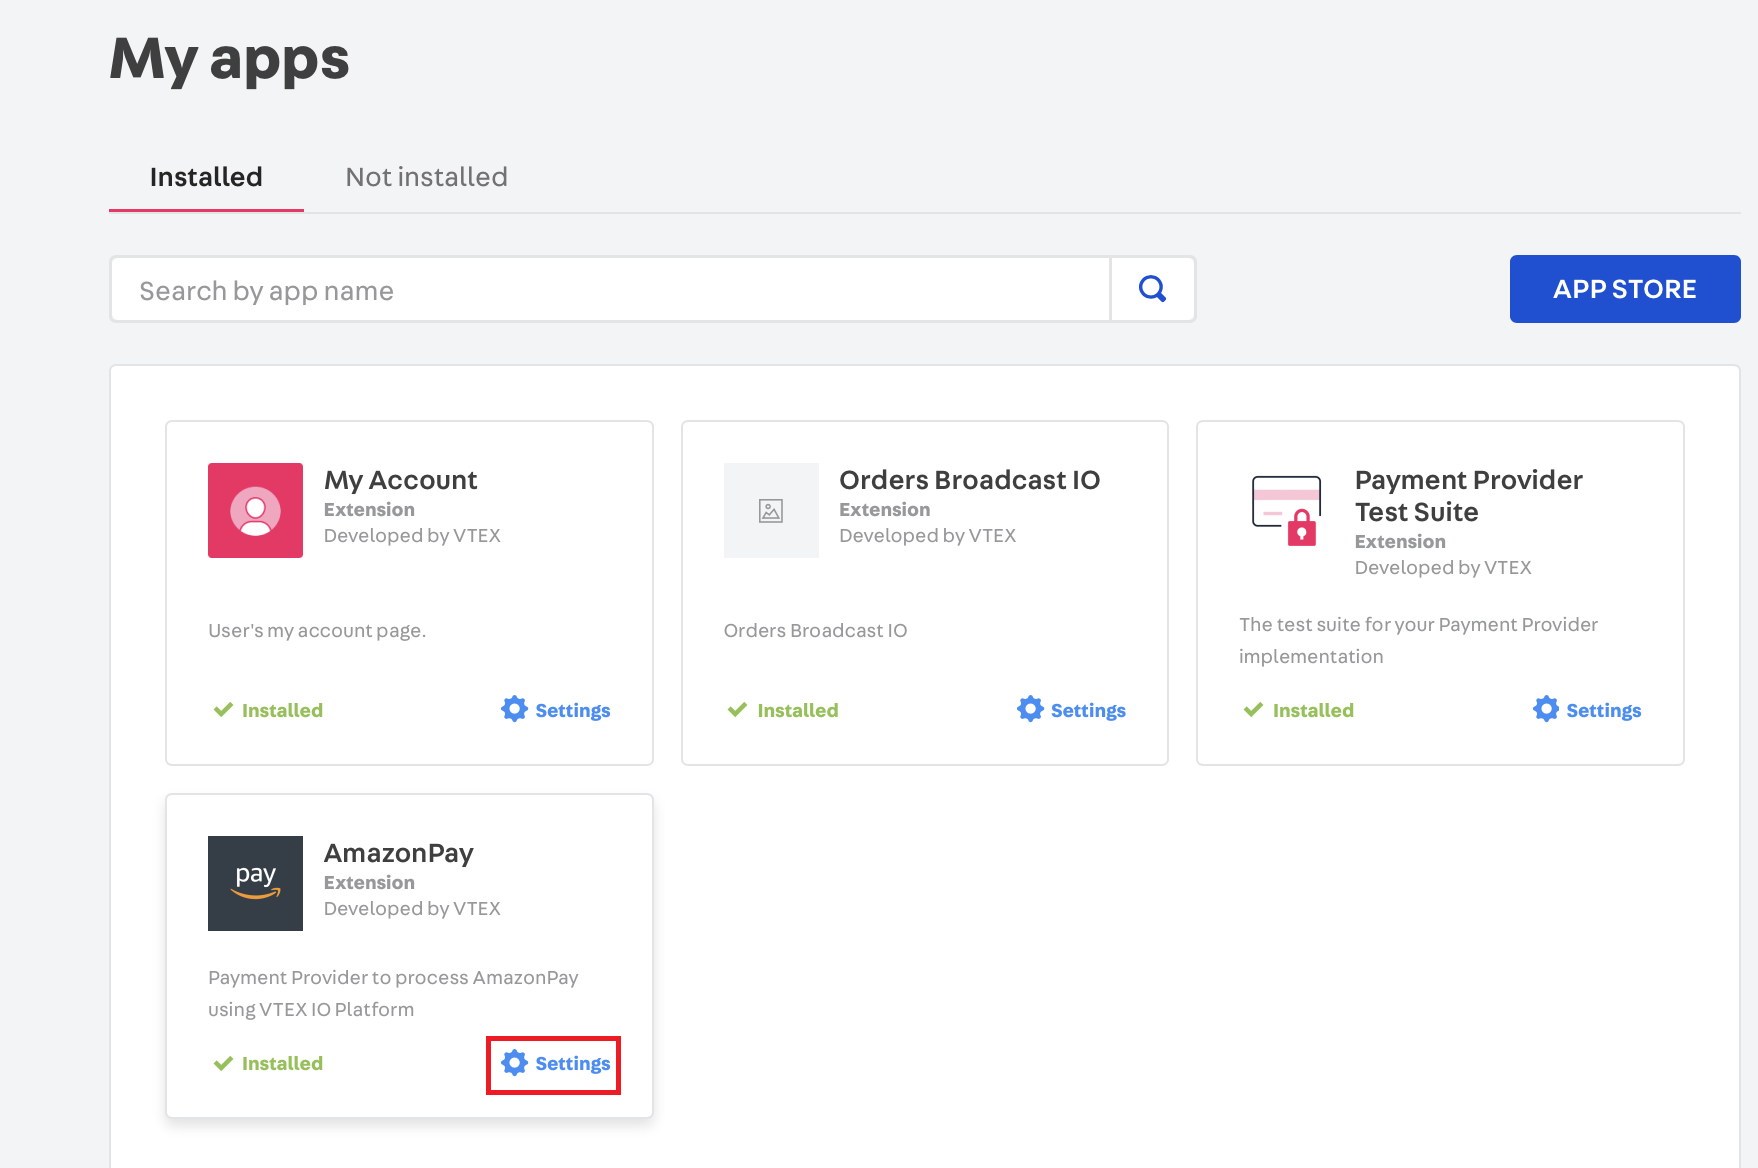 My apps
Installed
Not installed
Search by app name
APP STORE
My Account
Extension
Developed by VTEX
User's my account page.
Installed
Settings
Orders Broadcast IO
Extension
Developed by VTEX
Orders Broadcast IO
Installed
Settings
Payment Provider
Test Suite
Extension
Developed by VTEX
The test suite for your Payment Provider
implementation
Installed
Settings
pay
AmazonPay
Extension
Developed by VTEX
Payment Provider to process AmazonPay
using VTEX IO Platform
Installed
Settings